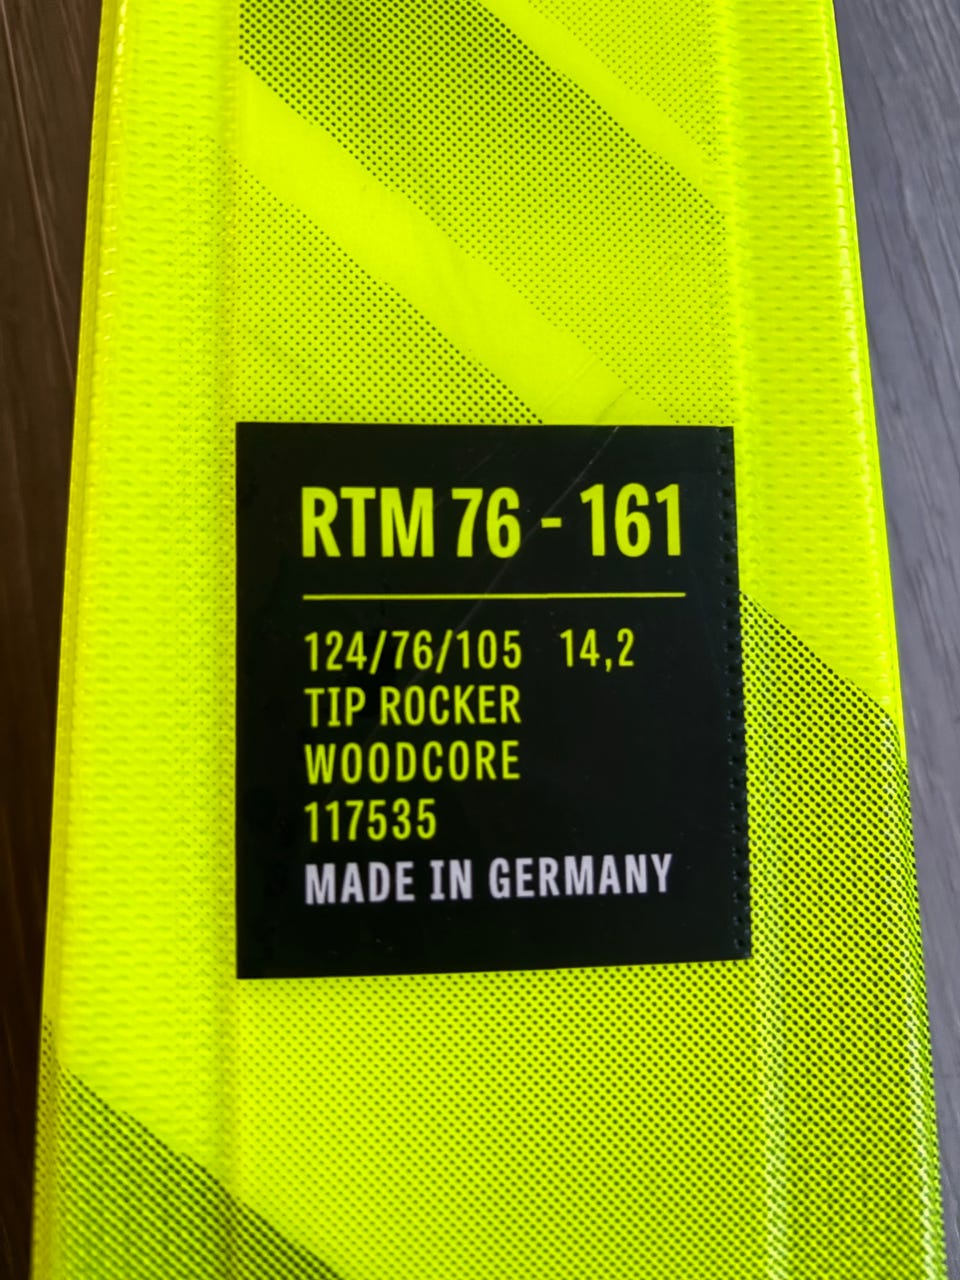 RTM 76 - 161
124/76/105 14,2
TIP ROCKER
WOODCORE
117535
MADE IN GERMANY